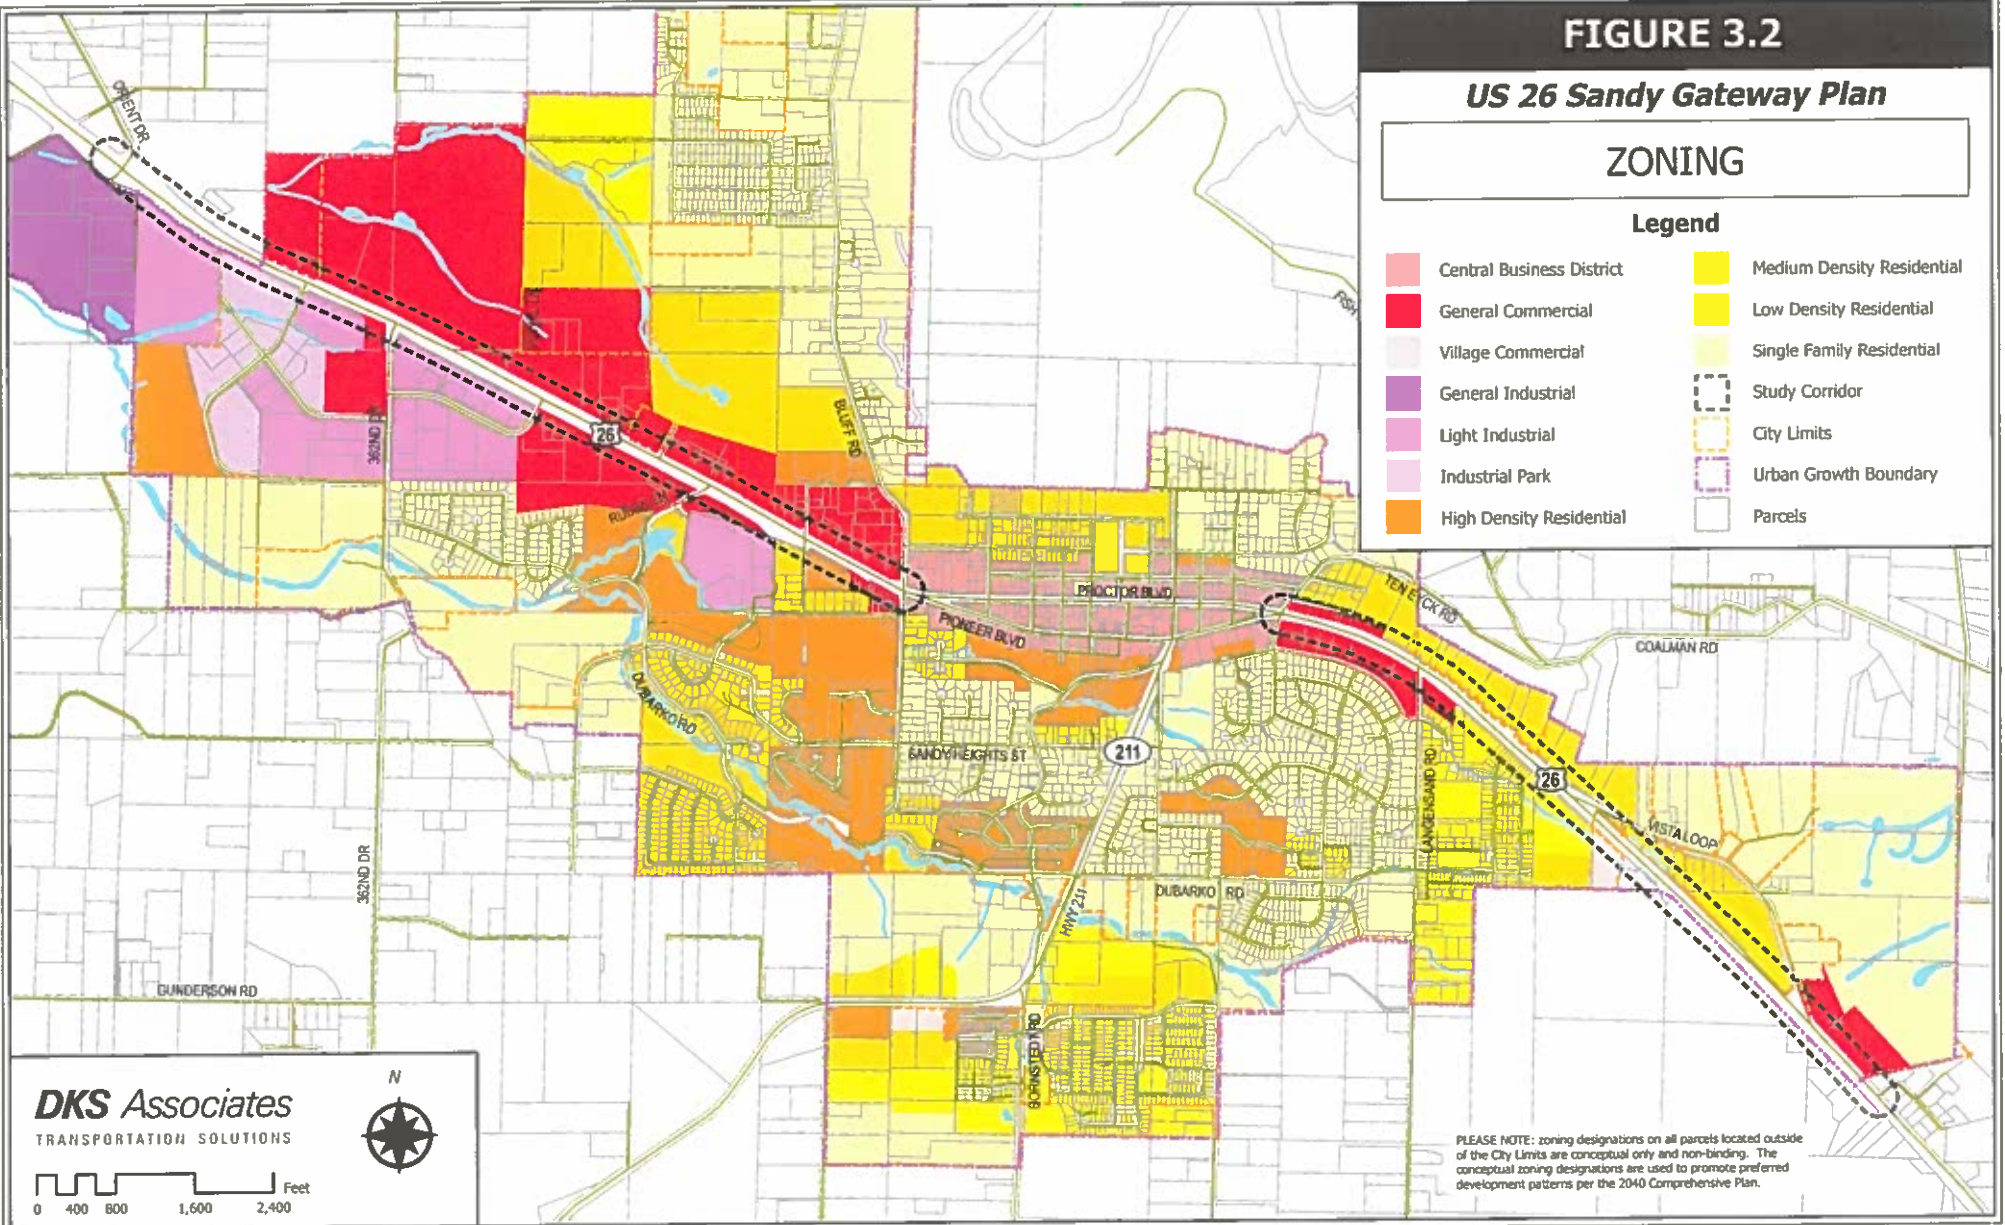 FIGURE 3.2
US 26 Sandy Gateway Plan
ZONING
Legend
Central Business District
General Commercial
Village Commercial
General Industrial
Light Industrial
Industrial Park
High Density Residential
Medium Density Residential
Low Density Residential
Single Family Residential
Study Corridor
City Limits
Urban Growth Boundary
Parcels
ORIENT DR
FISH
362ND
26
BLUFF RD
PROCTOR BLVD
PIONEER BLVD
TEN EYCK RD
COALMAN RD
DUBARKO RD
SANDY HEIGHTS ST
211
LANGENSAND RD
26
VISTA LOOP
362ND DR
DUBARKO RD
HWY 211
GUNDERSON RD
BORNSTEDT RD
DKS Associates
TRANSPORTATION SOLUTIONS
N
Feet
0 400 800 1,600 2,400
PLEASE NOTE: zoning designations on all parcels located outside
of the City Limits are conceptual only and non-binding. The
conceptual zoning designations are used to promote preferred
development patterns per the 2040 Comprehensive Plan.